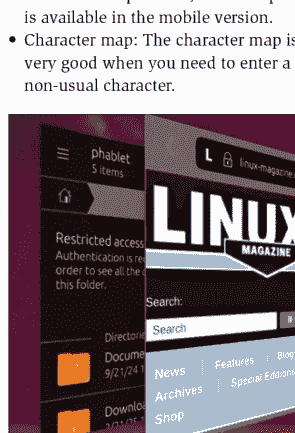 is available in the mobile version.
• Character map: The character map is
very good when you need to enter a
non-usual character.
phablet
5 items
Restricted access
Authentication is re
order to see all the c
this folder.
Directorie
Docume
9/21/24 1
Downlo
L linux-magazine
LINUX
MAGAZINE
Search:
Search
News
Features
Blog
Archives
Special Editions
Shop